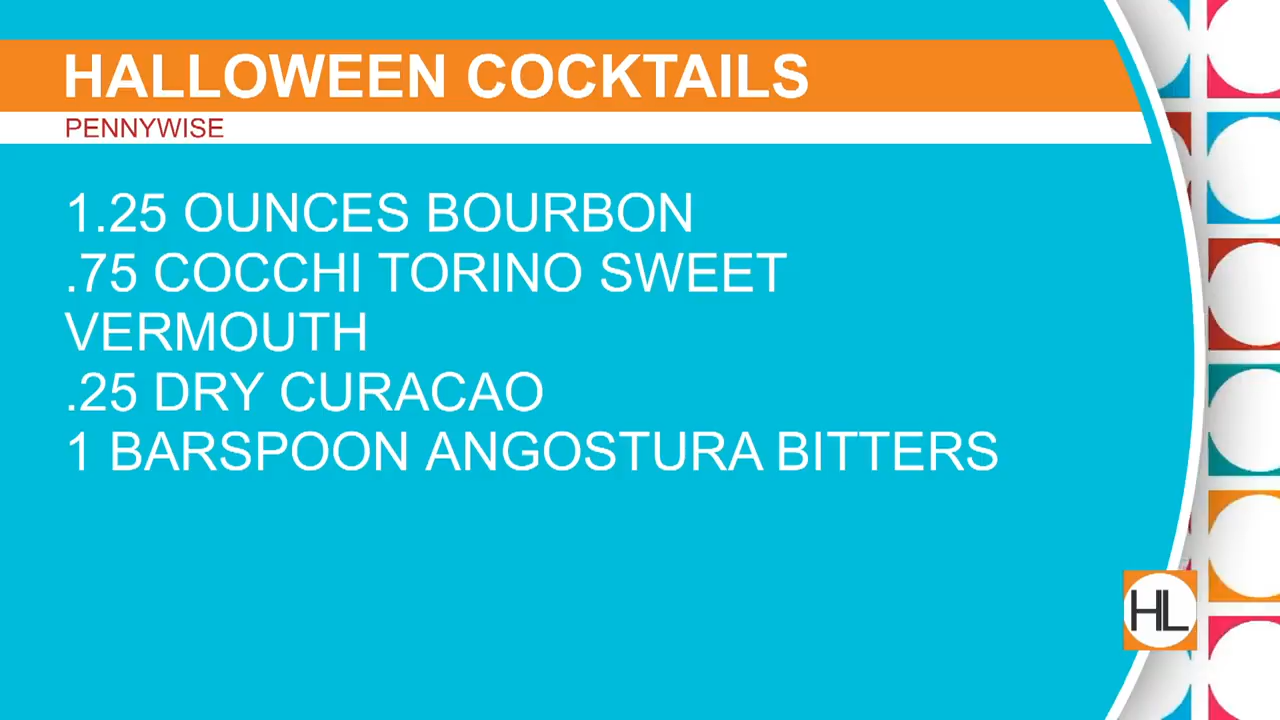 HALLOWEEN COCKTAILS
PENNYWISE
1.25 OUNCES BOURBON
.75 COCCHI TORINO SWEET
VERMOUTH
.25 DRY CURACAO
1 BARSPOON ANGOSTURA BITTERS
HL